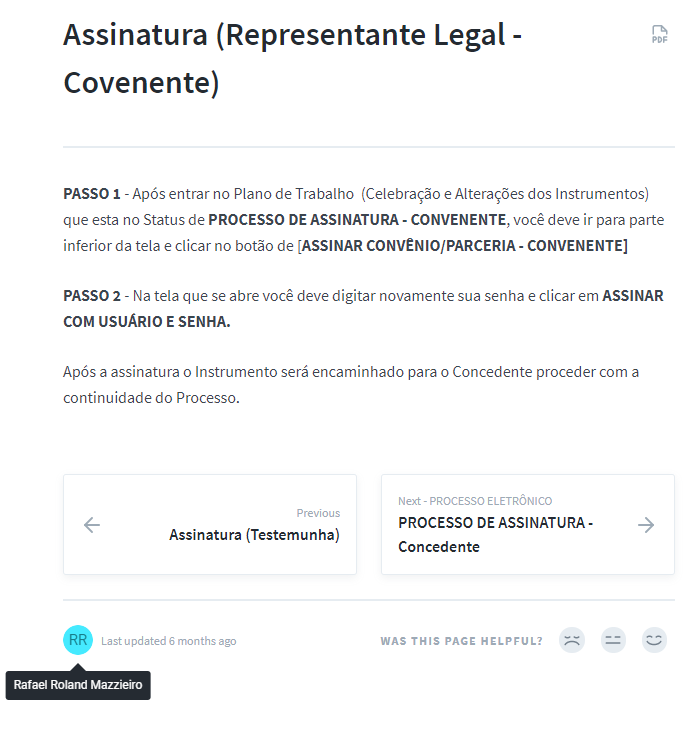 Assinatura (Representante Legal -
Covenente)
PDF
PASSO 1 - Após entrar no Plano de Trabalho (Celebração e Alterações dos Instrumentos)
que esta no Status de PROCESSO DE ASSINATURA - CONVENENTE, você deve ir para parte
inferior da tela e clicar no botão de [ASSINAR CONVÊNIO/PARCERIA - CONVENENTE]
PASSO 2 - Na tela que se abre você deve digitar novamente sua senha e clicar em ASSINAR
COM USUÁRIO E SENHA.
Após a assinatura o Instrumento será encaminhado para o Concedente proceder com a
continuidade do Processo.
Previous
Assinatura (Testemunha)
Next - PROCESSO ELETRÔNICO
PROCESSO DE ASSINATURA -
Concedente
RR
Last updated 6 months ago
WAS THIS PAGE HELPFUL?
Rafael Roland Mazzieiro